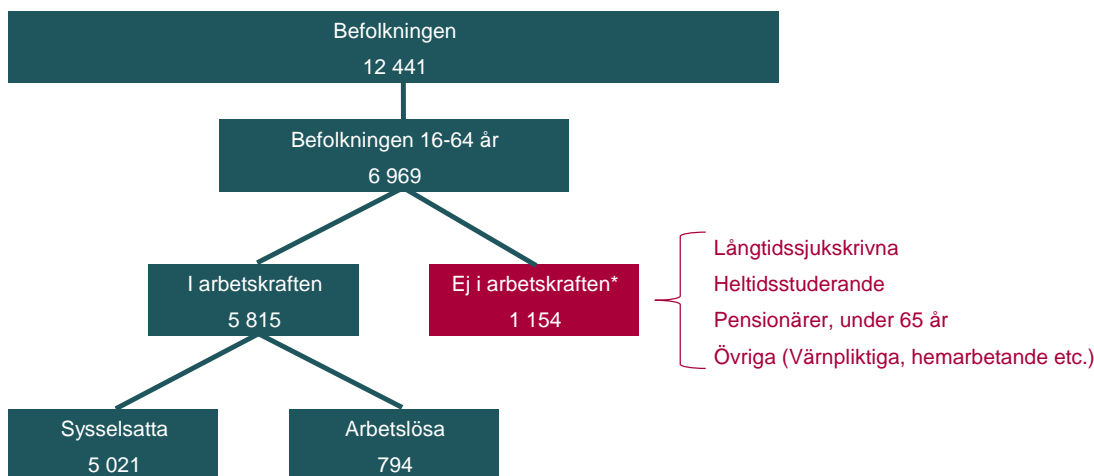 Befolkningen
12 441
Befolkningen 16-64 år
6 969
I arbetskraften
5 815
Ej i arbetskraften*
1 154
Långtidssjukskrivna
Heltidsstuderande
Pensionärer, under 65 år
Övriga (Värnpliktiga, hemarbetande etc.)
Sysselsatta
5 021
Arbetslösa
794